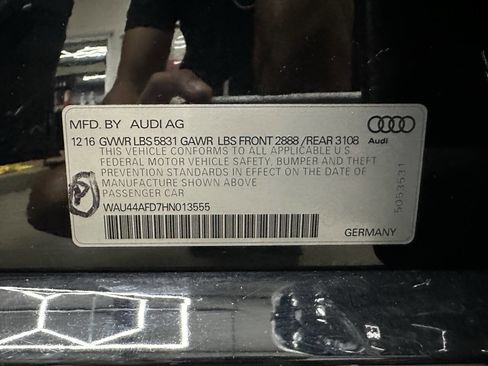 MFD. BY AUDI AG
12 16 GVWR LBS 5831 GAWR LBS FRONT 2888 /REAR 3108
Audi
THIS VEHICLE CONFORMS TO ALL APPLICABLE U.S.
FEDERAL MOTOR VEHICLE SAFETY, BUMPER AND THEFT
PREVENTION STANDARDS IN EFFECT ON THE DATE OF
MANUFACTURE SHOWN ABOVE
PASSENGER CAR
WAU44AFD7HN013555
5053531
GERMANY